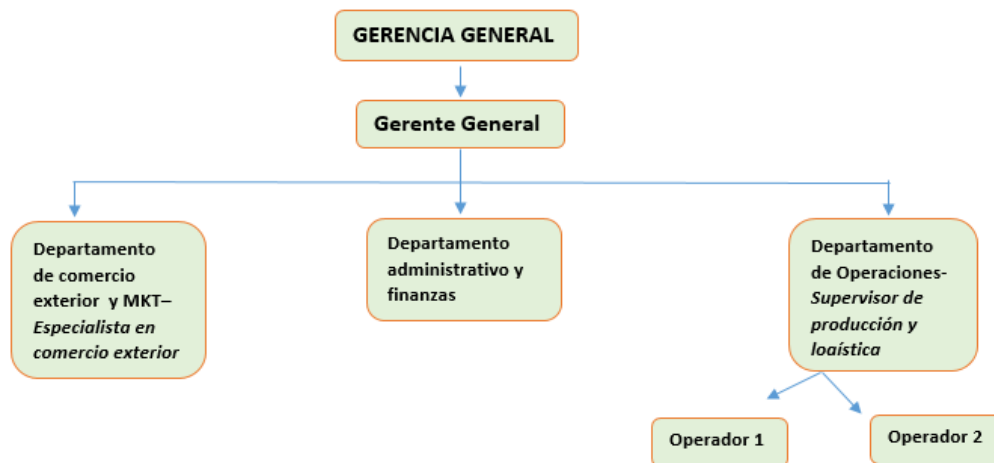 GERENCIA GENERAL
Gerente General
Departamento
de comercio
exterior y MKT–
Especialista en
comercio exterior
Departamento
administrativo y
finanzas
Departamento
de Operaciones-
Supervisor de
producción y
logística
Operador 1
Operador 2